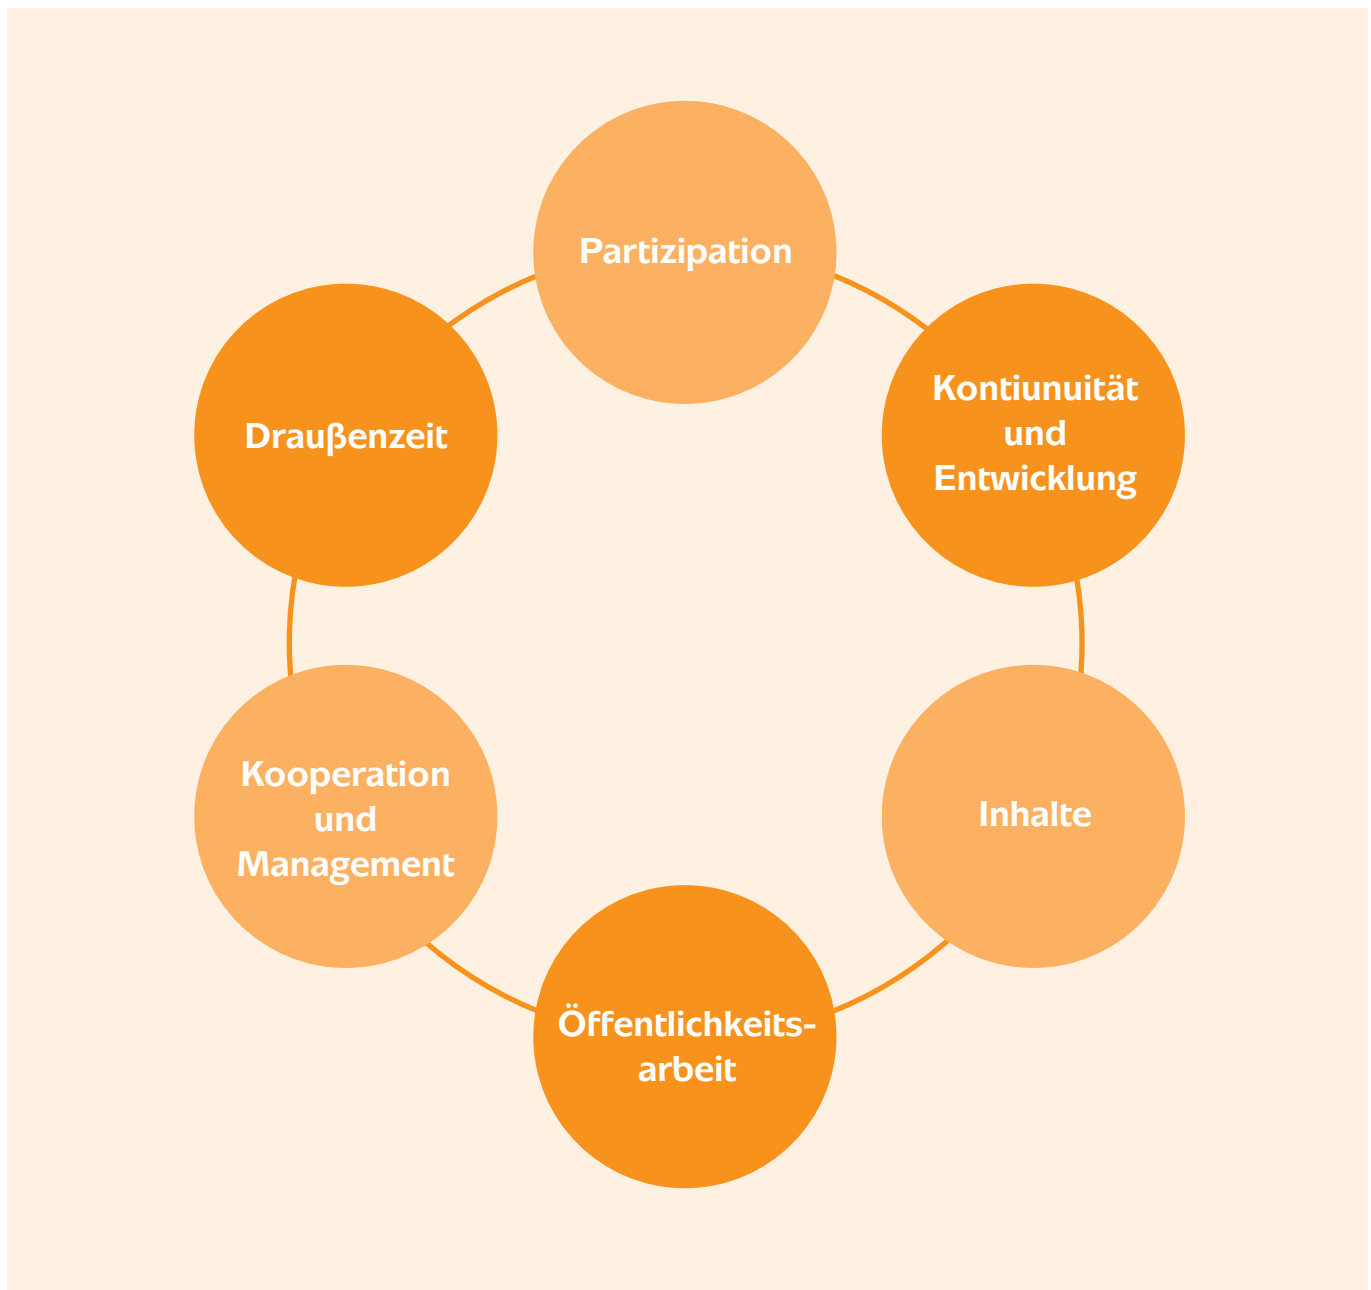 Partizipation
Kontiunuität
und
Entwicklung
Inhalte
Öffentlichkeits-
arbeit
Kooperation
und
Management
Draußenzeit